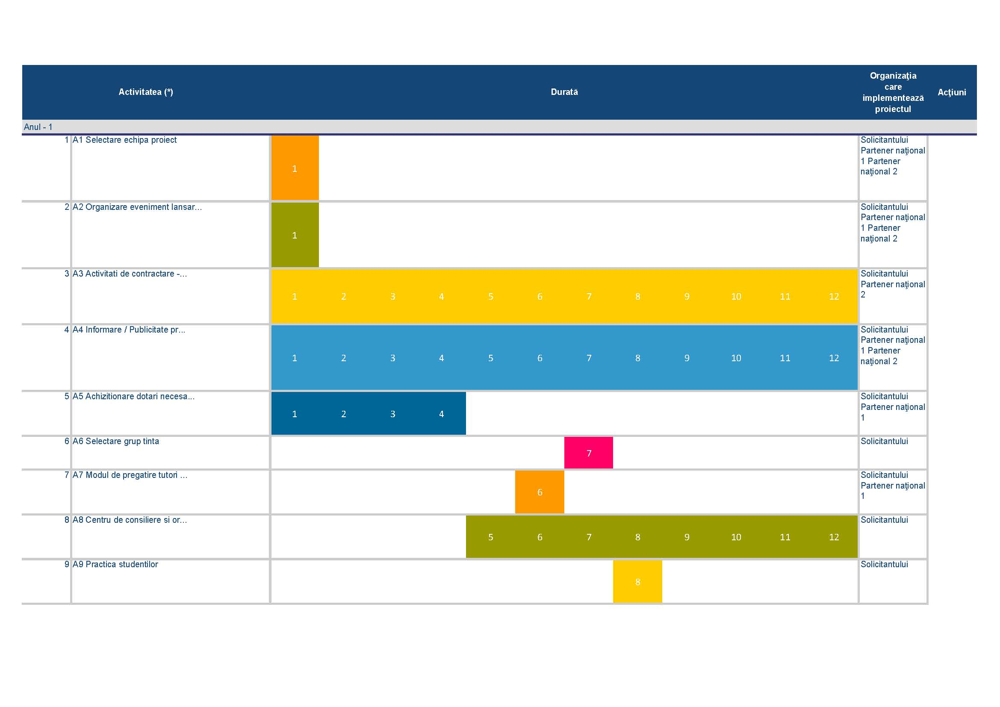 Activitatea (*)
Durată
Organizaţia
care
implementează
proiectul
Acţiuni
Anul - 1
1 A1 Selectare echipa proiect
1
Solicitantului
Partener naţional
1 Partener
naţional 2
2 A2 Organizare eveniment lansar...
1
Solicitantului
Partener naţional
1 Partener
naţional 2
3 A3 Activitati de contractare -...
1 2 3 4 5 6 7 8 9 10 11 12
Solicitantului
Partener naţional
2
4 A4 Informare / Publicitate pr...
1 2 3 4 5 6 7 8 9 10 11 12
Solicitantului
Partener naţional
1 Partener
naţional 2
5 A5 Achizitionare dotari necesa...
1 2 3 4
Solicitantului
Partener naţional
1
6 A6 Selectare grup tinta
7
Solicitantului
7 A7 Modul de pregatire tutori ...
6
Solicitantului
Partener naţional
1
8 A8 Centru de consiliere si or...
5 6 7 8 9 10 11 12
Solicitantului
9 A9 Practica studentilor
8
Solicitantului